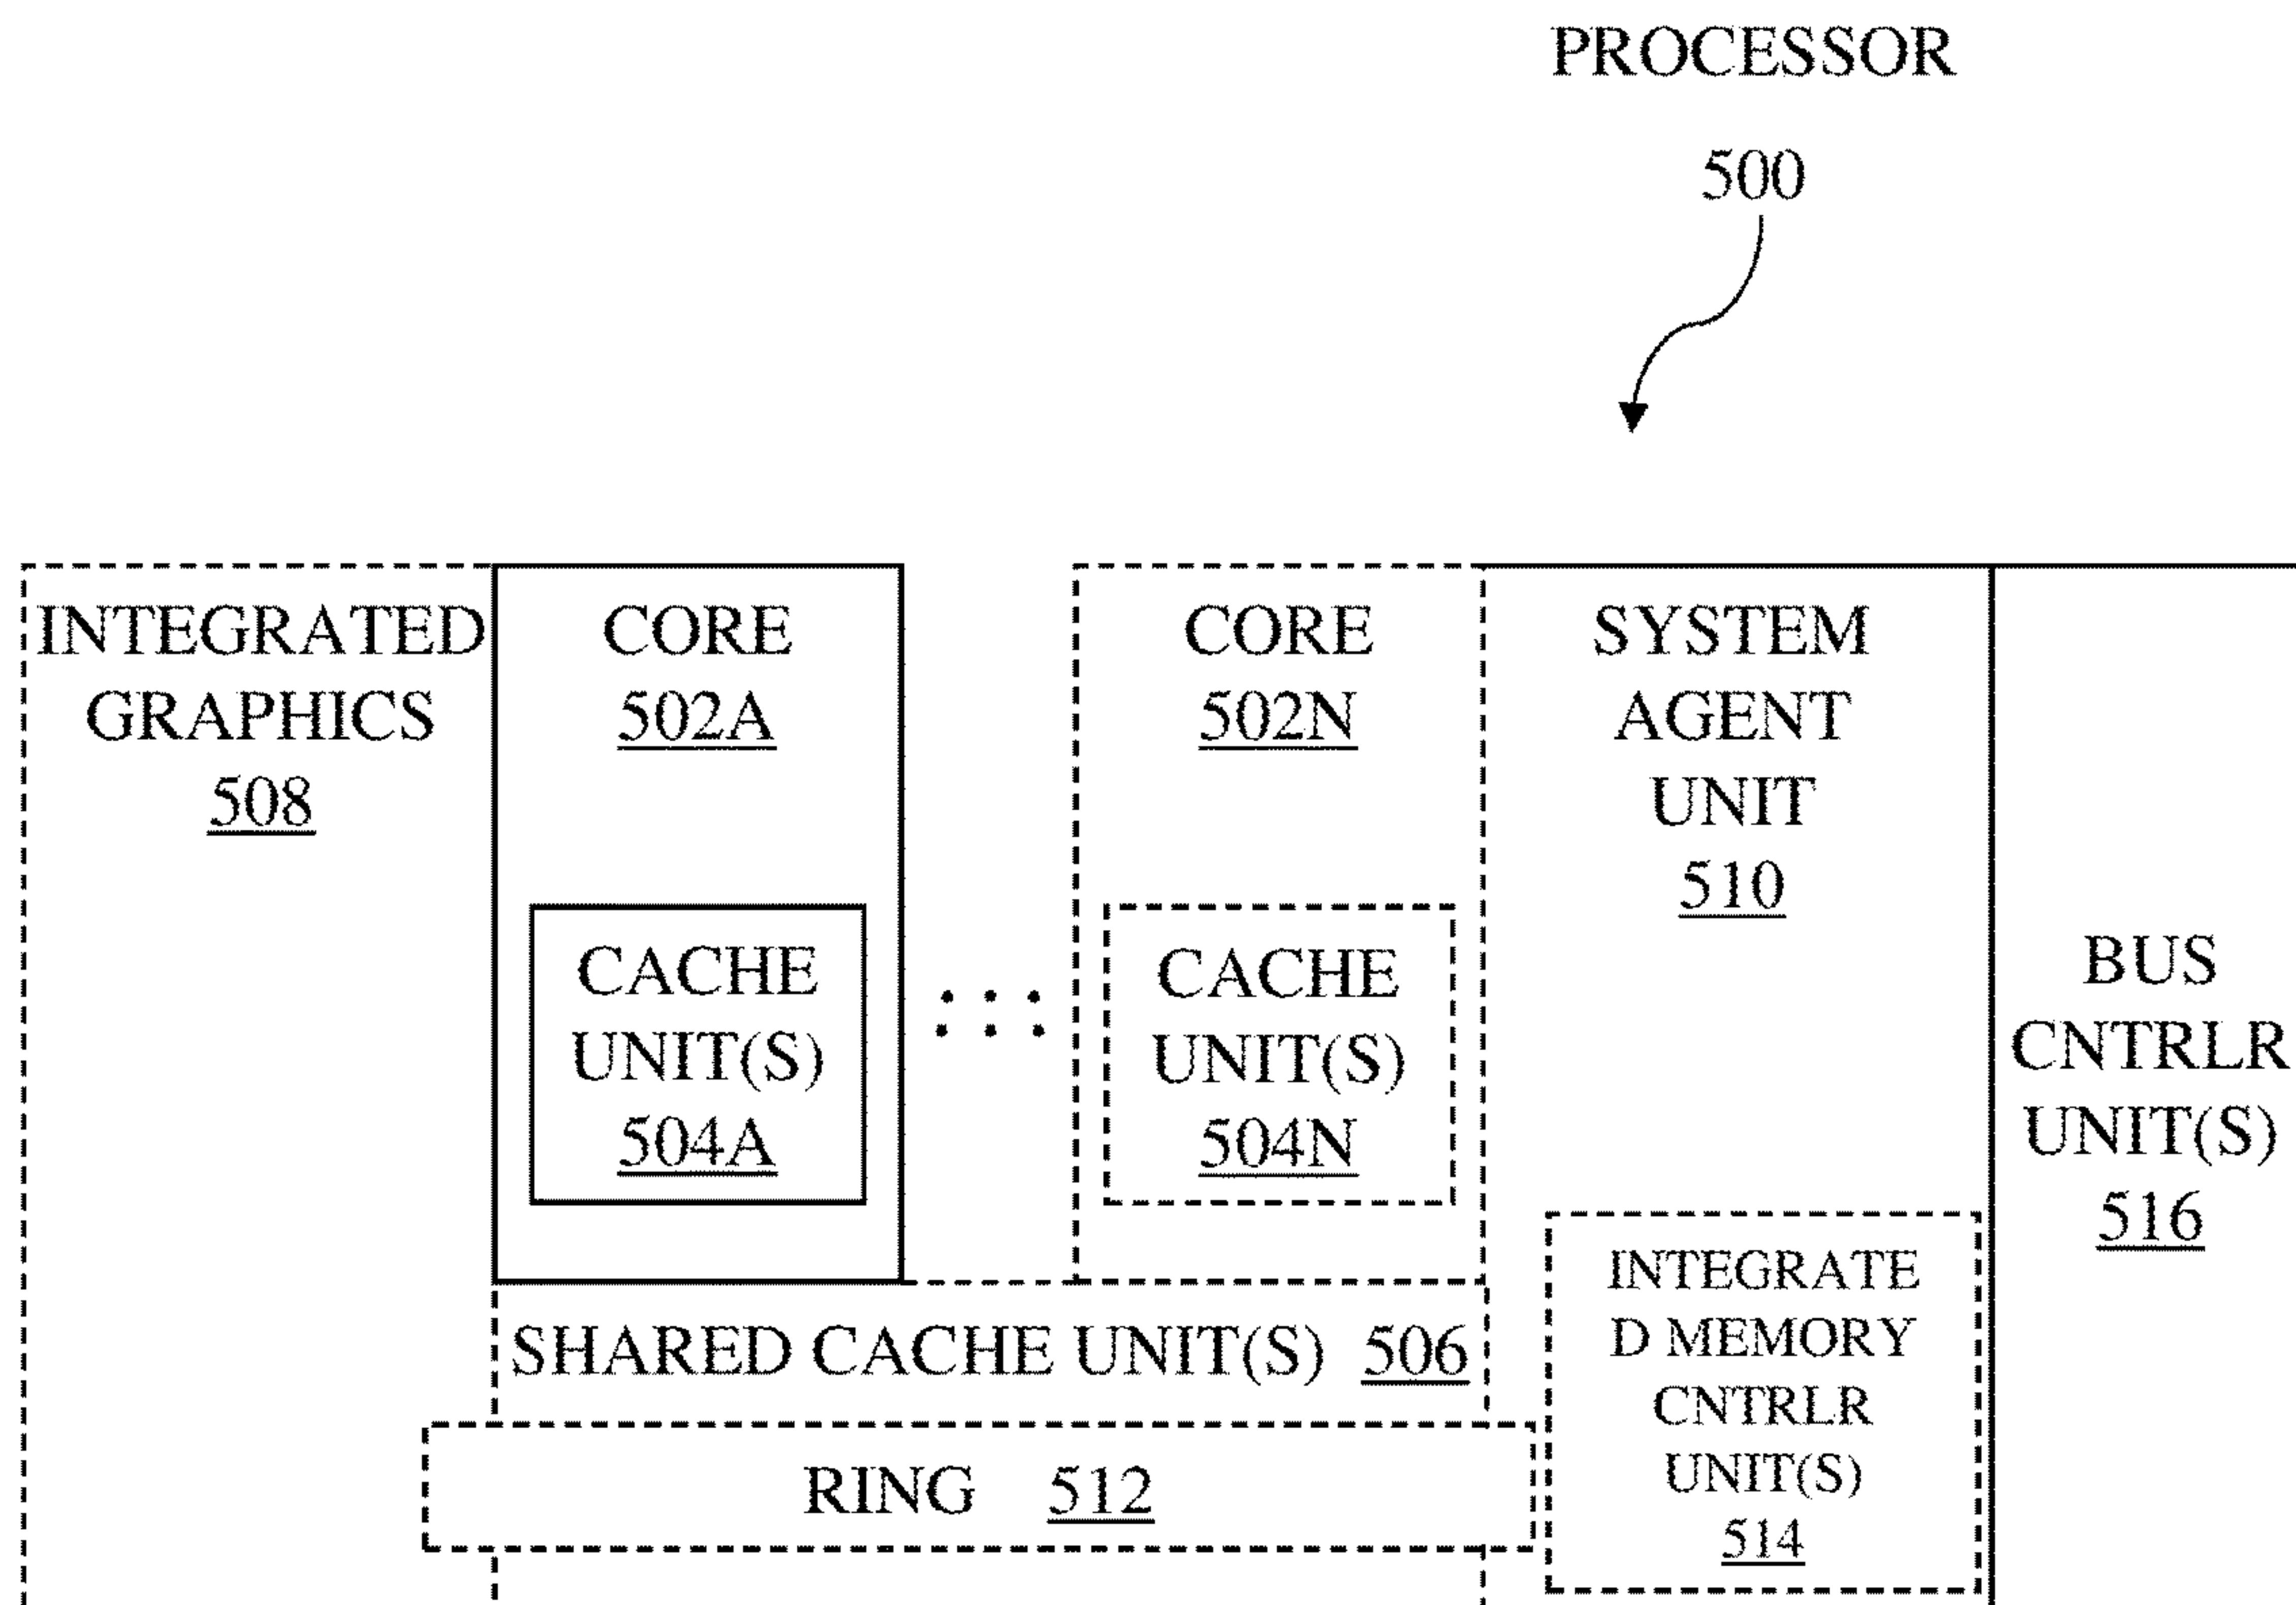 PROCESSOR
500
INTEGRATED
GRAPHICS
508
CORE
502A
CACHE
UNIT(S)
504A
CORE
502N
CACHE
UNIT(S)
504N
SYSTEM
AGENT
UNIT
510
BUS
CNTRLR
UNIT(S)
516
SHARED CACHE UNIT(S) 506
RING 512
INTEGRATE
D MEMORY
CNTRLR
UNIT(S)
514